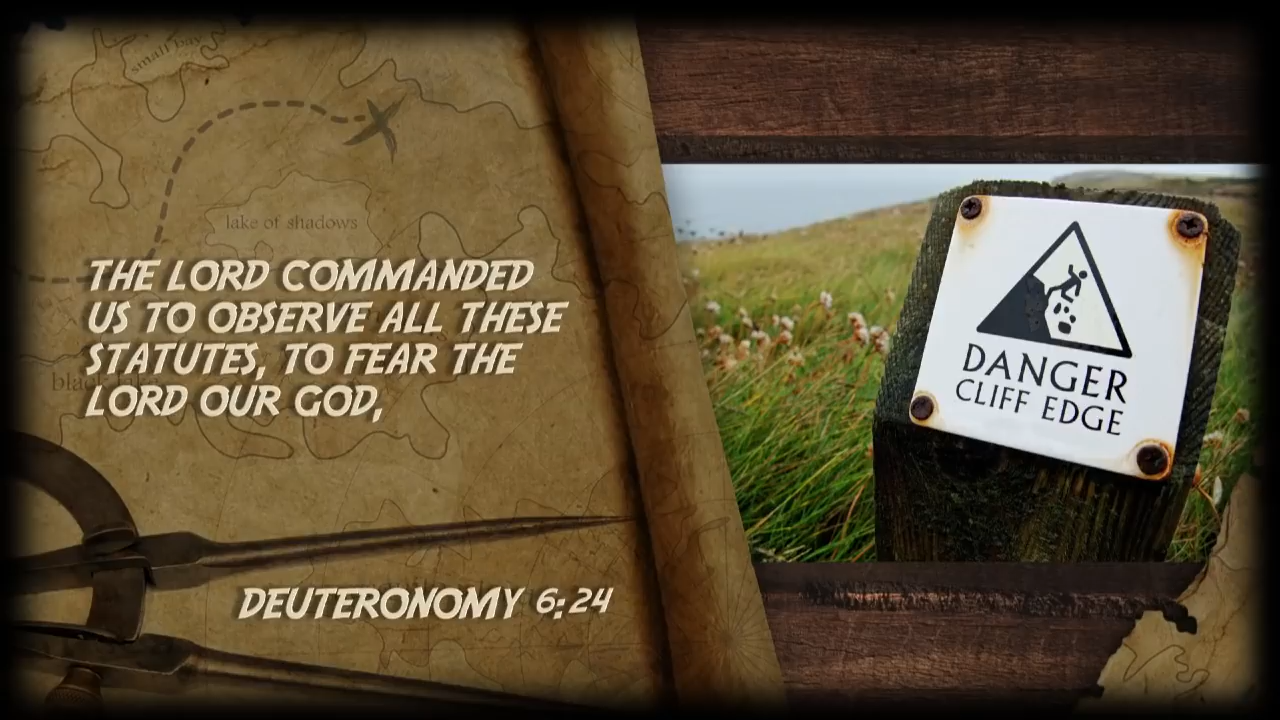 small bay
lake of shadows
THE LORD COMMANDED
US TO OBSERVE ALL THESE
STATUTES, TO FEAR THE
LORD OUR GOD,
DEUTERONOMY 6:24
DANGER
CLIFF EDGE